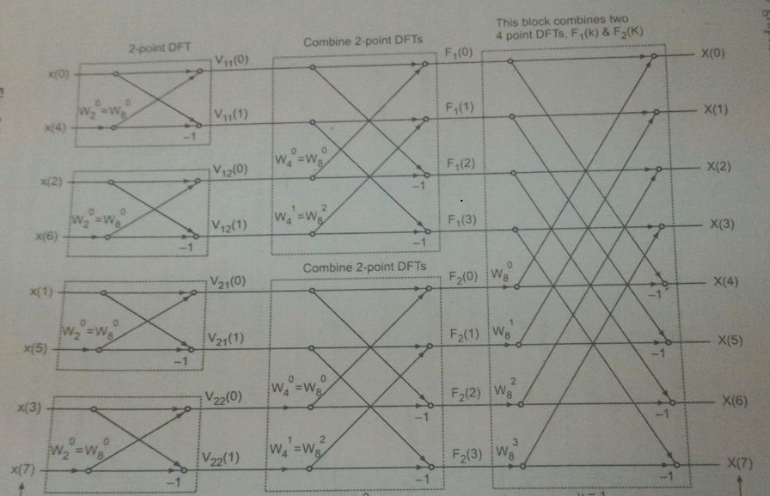 This block combines two
4 point DFTs, F₁(k) & F₂(K)
2-point DFT
Combine 2-point DFTs
x(0)
V₁₁(0)
F₁(0)
X(0)
W₂⁰=W₈⁰
x(4)
V₁₁(1)
F₁(1)
X(1)
-1
W₄⁰=W₈⁰
x(2)
V₁₂(0)
F₁(2)
X(2)
-1
W₂⁰=W₈⁰
W₄¹=W₈²
x(6)
V₁₂(1)
F₁(3)
X(3)
-1
-1
Combine 2-point DFTs
x(1)
V₂₁(0)
F₂(0)
W₈⁰
X(4)
-1
W₂⁰=W₈⁰
x(5)
V₂₁(1)
F₂(1)
W₈¹
X(5)
-1
-1
W₄⁰=W₈⁰
x(3)
V₂₂(0)
F₂(2)
W₈²
X(6)
-1
-1
W₂⁰=W₈⁰
W₄¹=W₈²
x(7)
V₂₂(1)
F₂(3)
W₈³
X(7)
-1
-1
-1